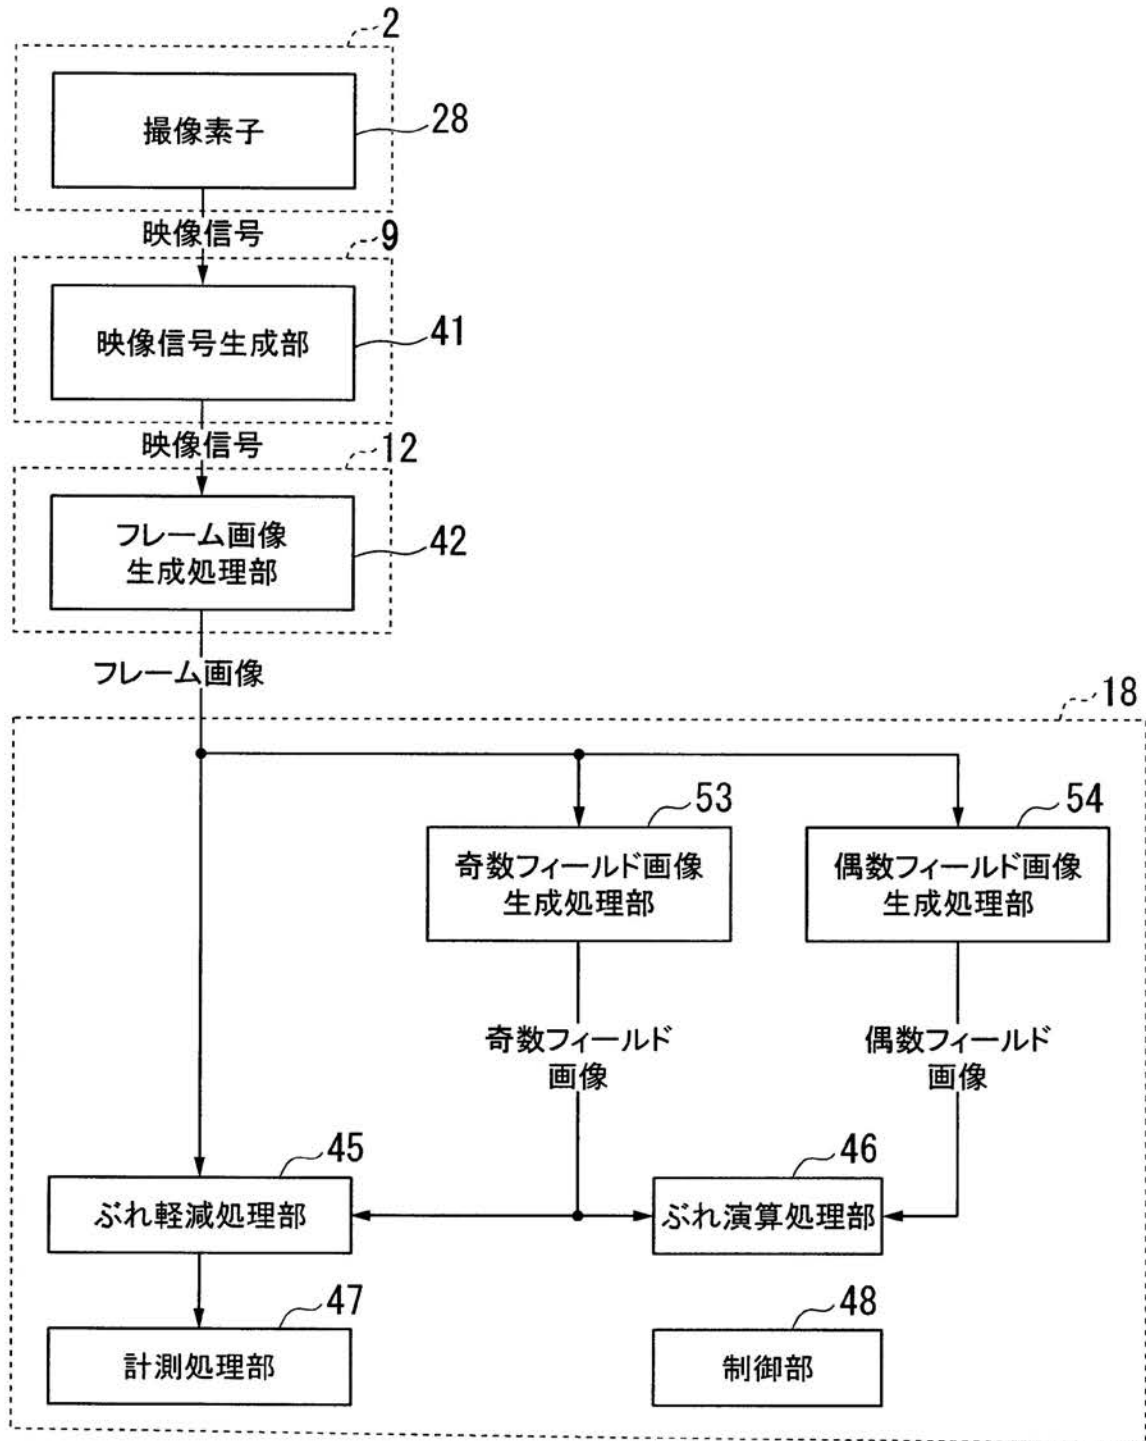 2
撮像素子
28
映像信号
9
映像信号生成部
41
映像信号
12
フレーム画像
生成処理部
42
フレーム画像
18
53
54
奇数フィールド画像
生成処理部
偶数フィールド画像
生成処理部
奇数フィールド
画像
偶数フィールド
画像
45
46
ぶれ軽減処理部
ぶれ演算処理部
47
48
計測処理部
制御部